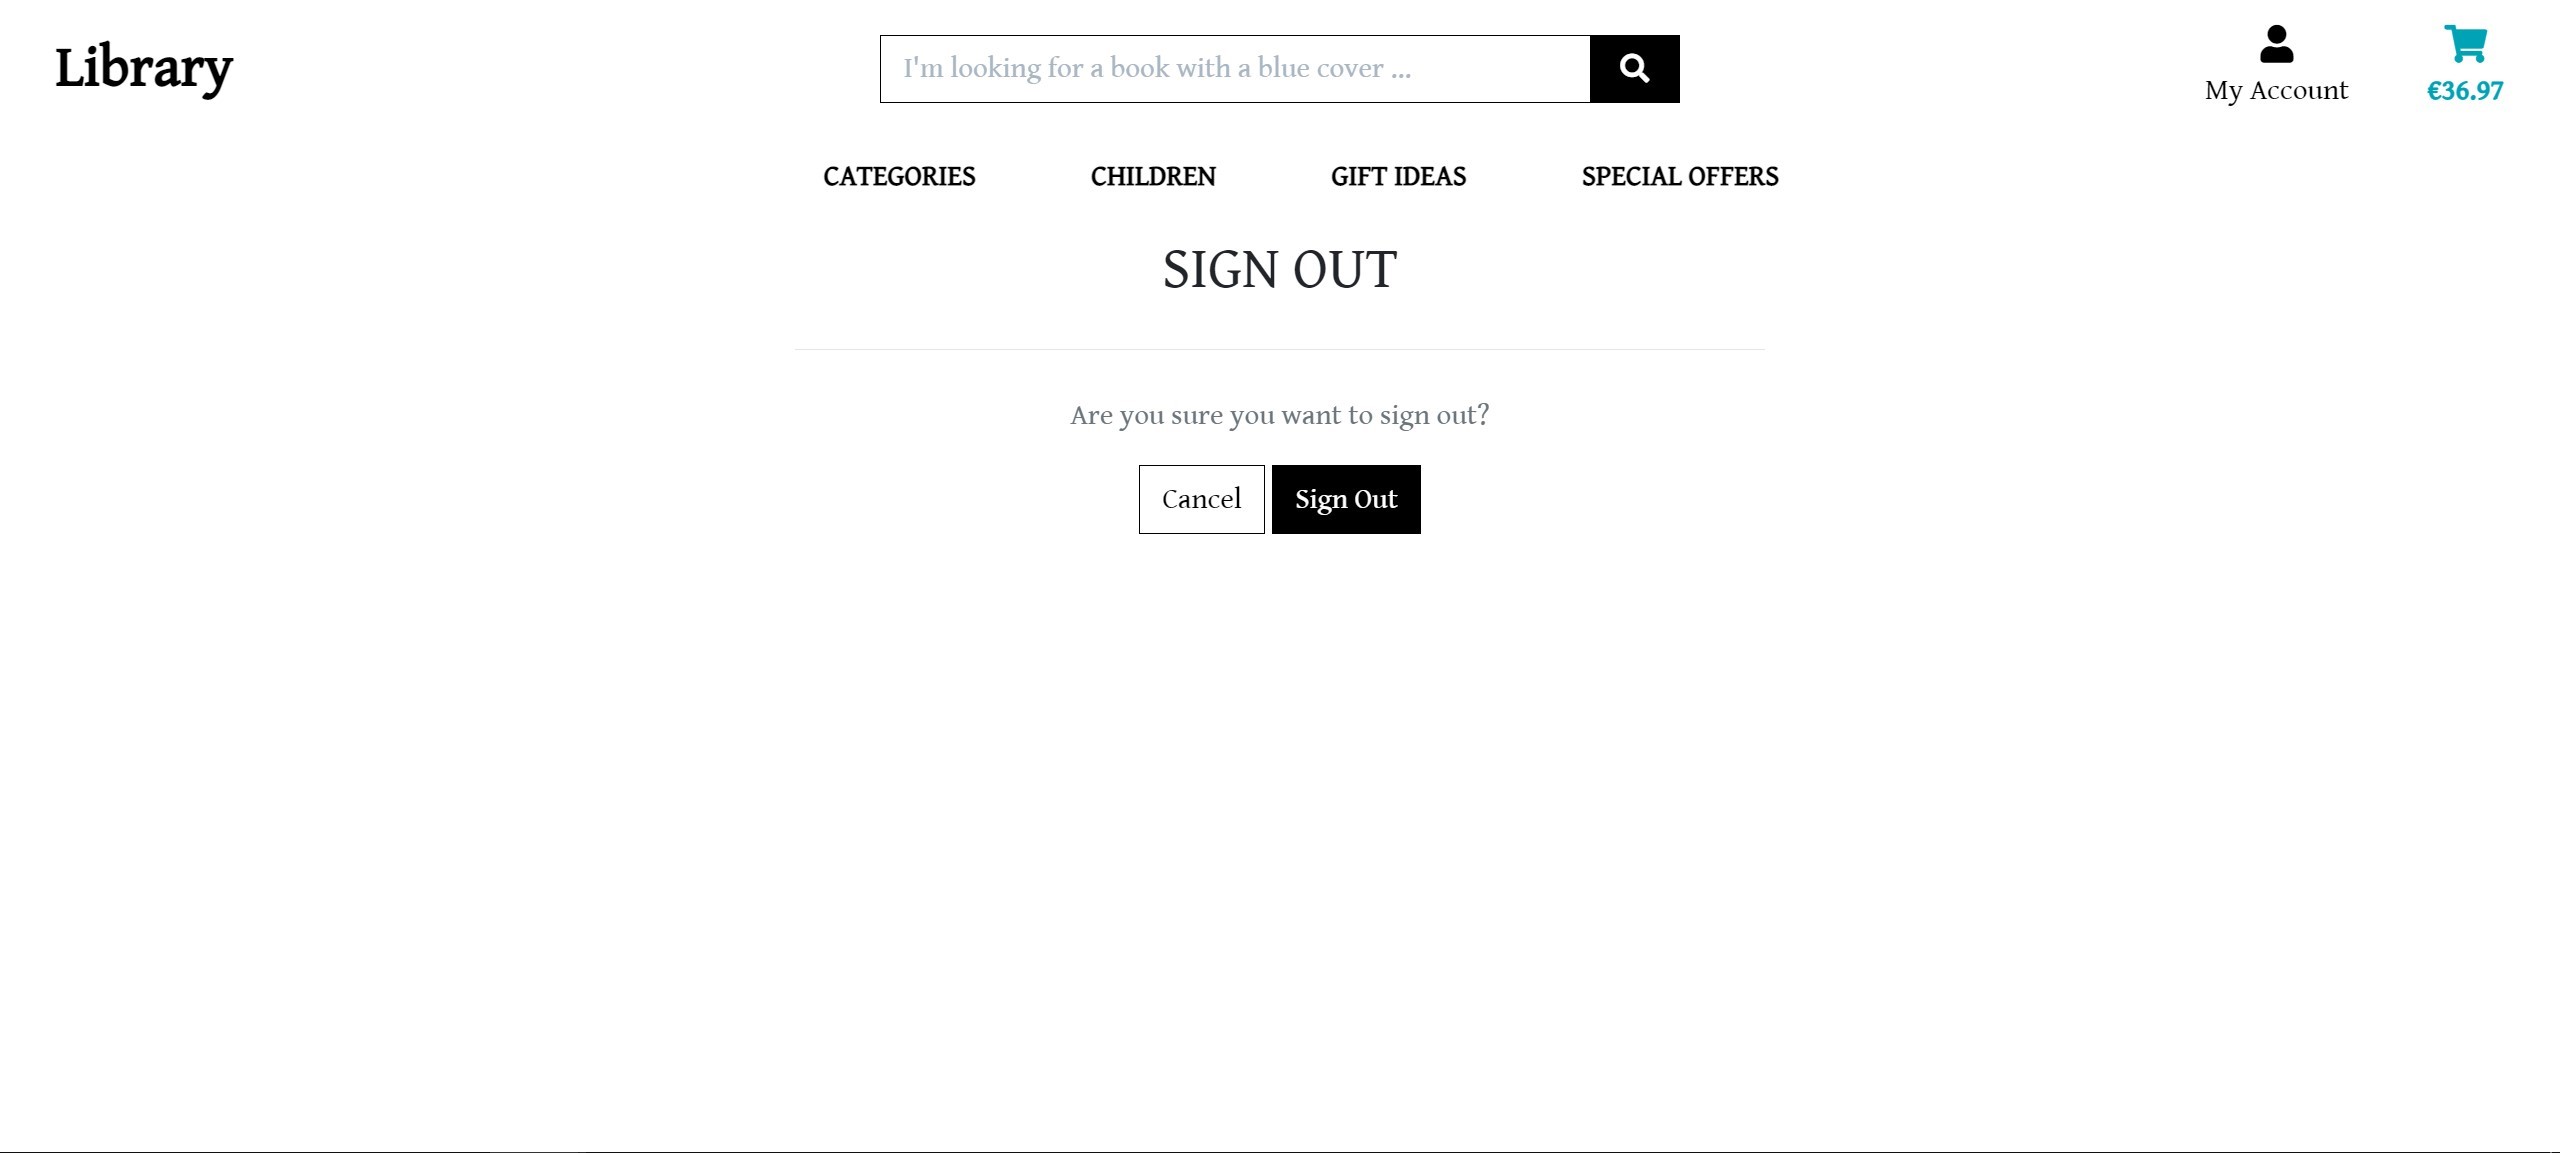 Library
I'm looking for a book with a blue cover ...
My Account
€36.97
CATEGORIES CHILDREN GIFT IDEAS SPECIAL OFFERS
SIGN OUT
Are you sure you want to sign out?
Cancel Sign Out